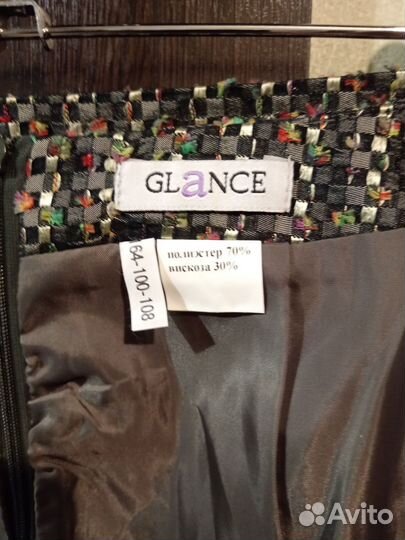 GLaNCE
64-100-108
полиэстер 70%
вискоза 30%
Avito